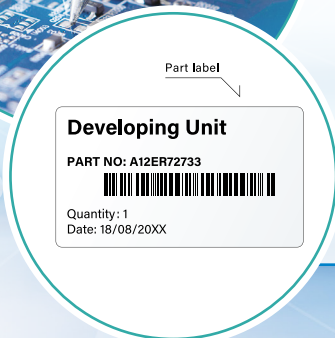 Part label
Developing Unit
PART NO: A12ER72733
Quantity: 1
Date: 18/08/20XX